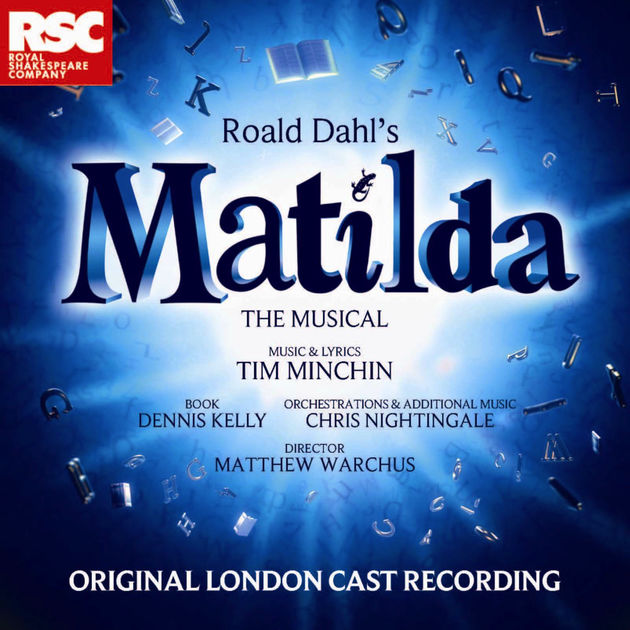 RSC
ROYAL
SHAKESPEARE
COMPANY
Roald Dahl's
Matilda
THE MUSICAL
MUSIC & LYRICS
TIM MINCHIN
BOOK
DENNIS KELLY
ORCHESTRATIONS & ADDITIONAL MUSIC
CHRIS NIGHTINGALE
DIRECTOR
MATTHEW WARCHUS
ORIGINAL LONDON CAST RECORDING